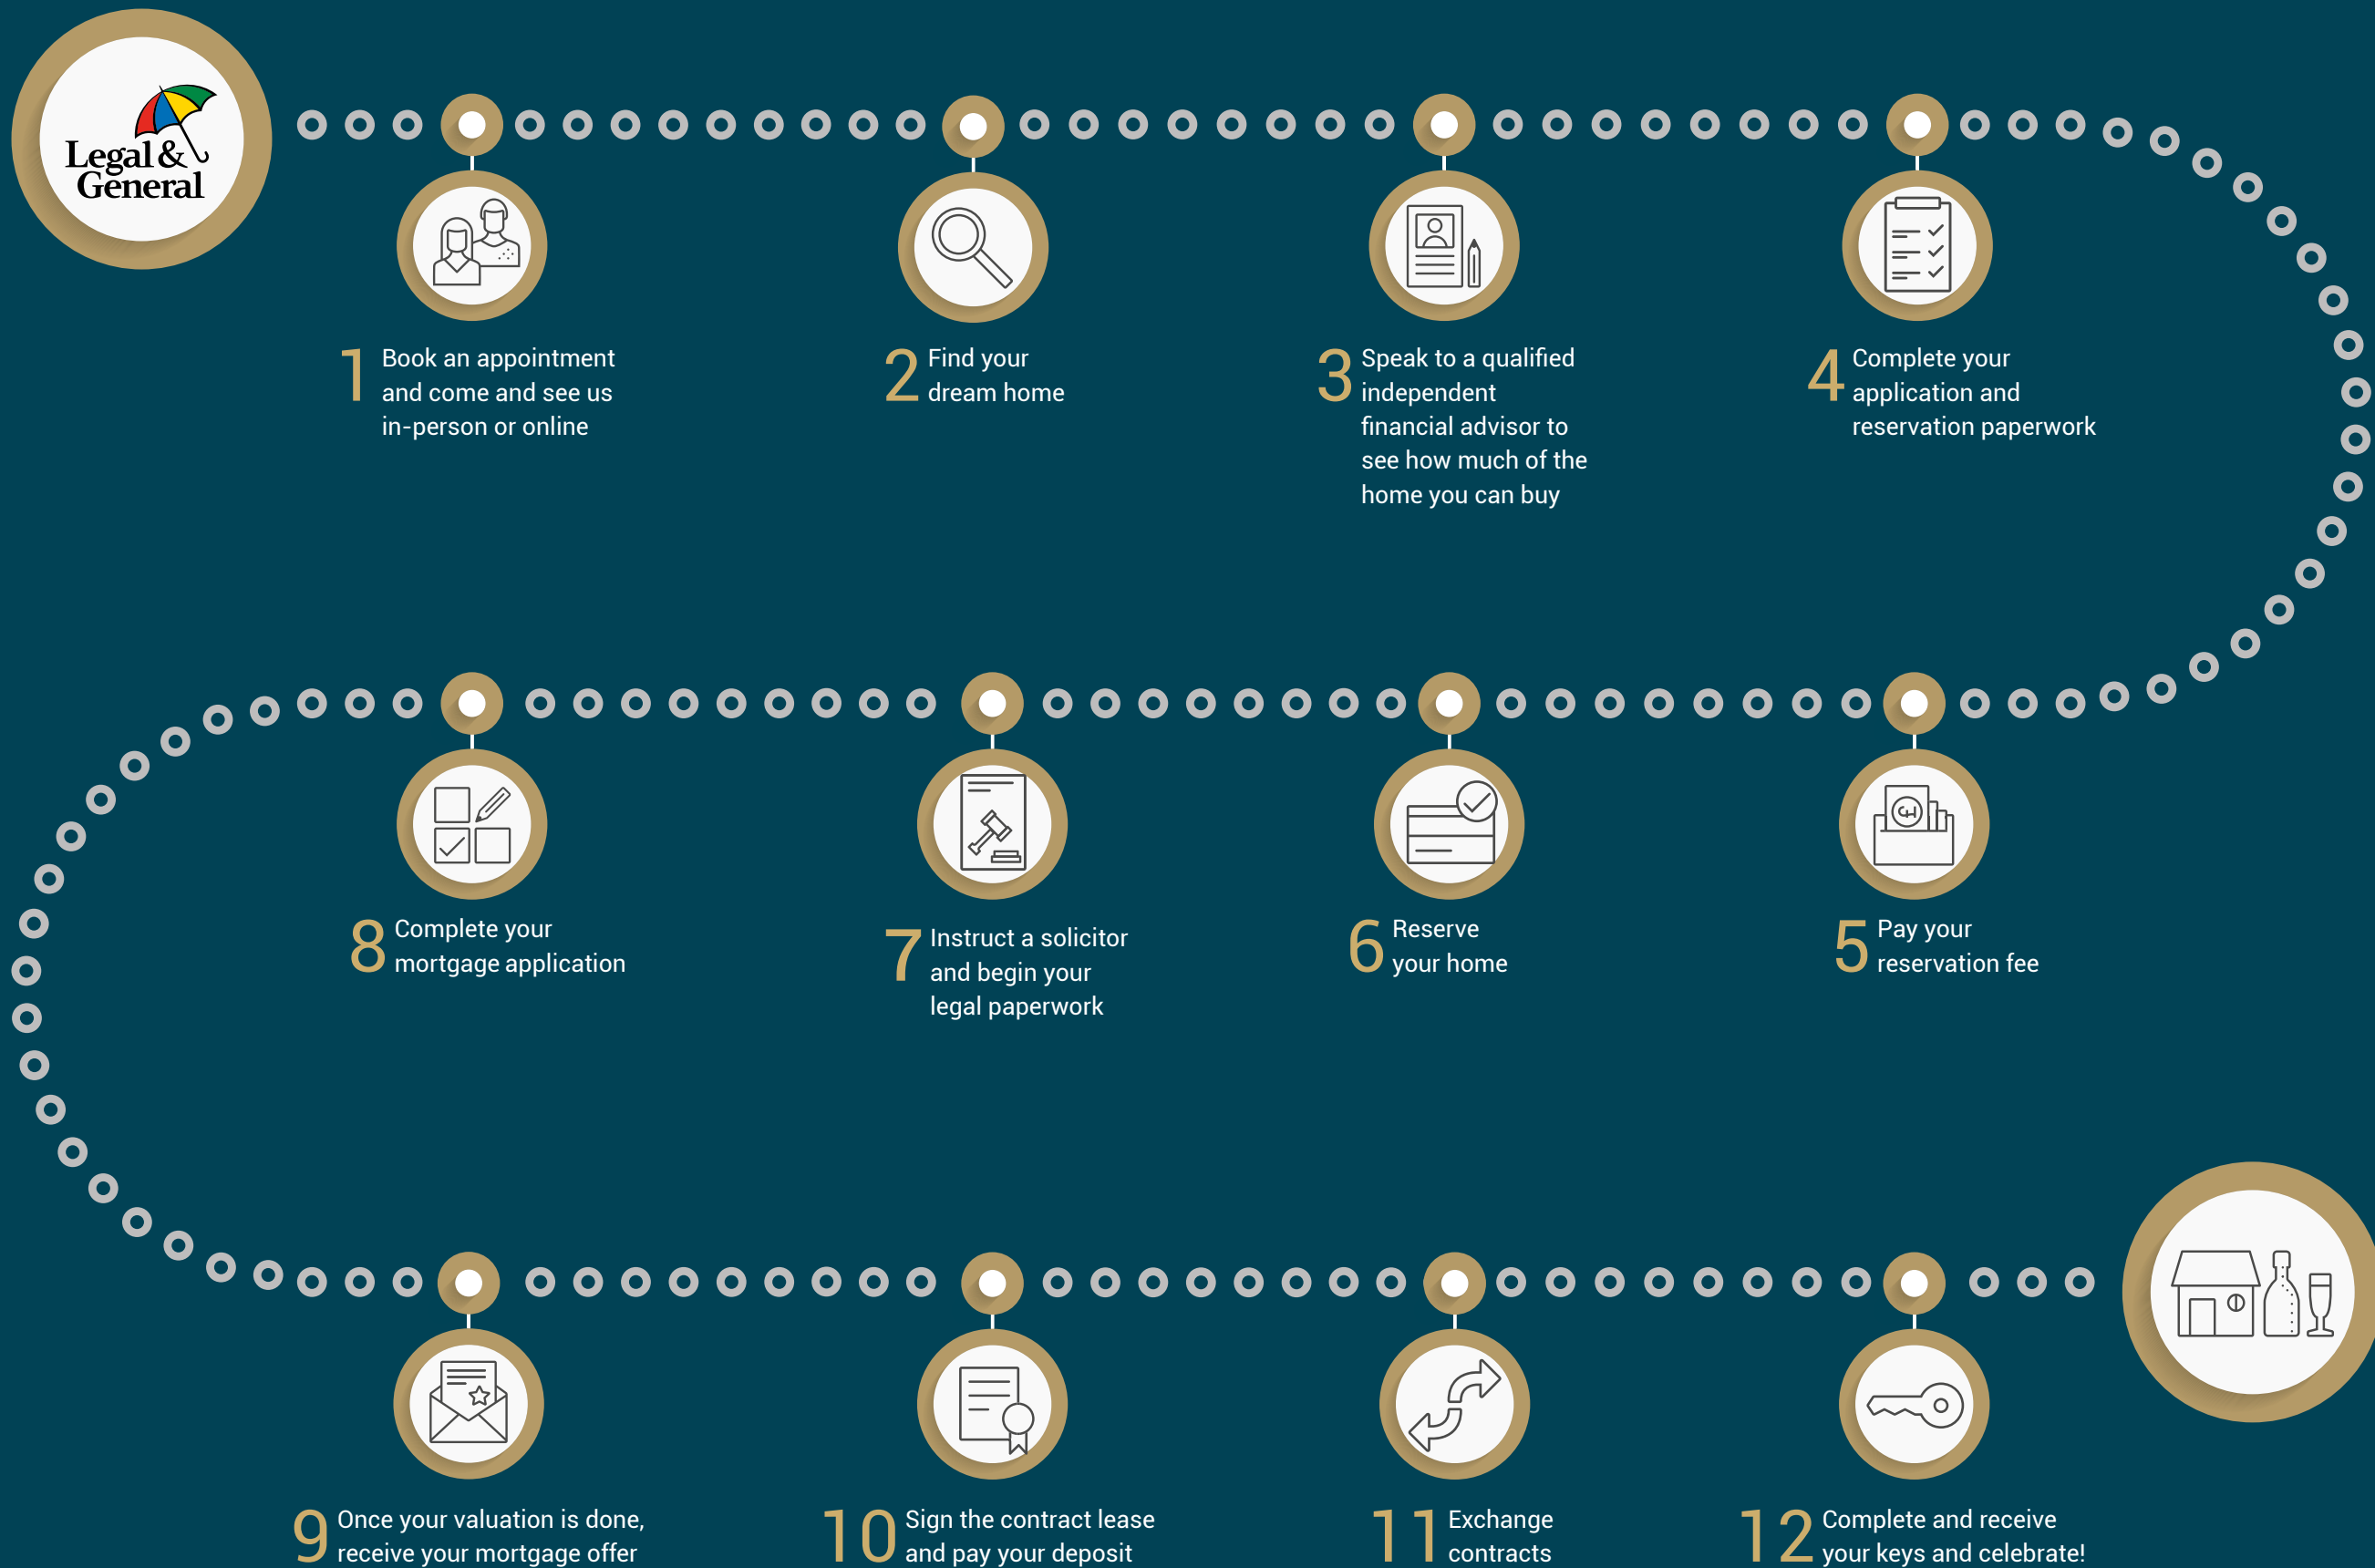 Legal &
General
1
Book an appointment
and come and see us
in-person or online
2
Find your
dream home
3
Speak to a qualified
independent
financial advisor to
see how much of the
home you can buy
4
Complete your
application and
reservation paperwork
5
Pay your
reservation fee
6
Reserve
your home
7
Instruct a solicitor
and begin your
legal paperwork
8
Complete your
mortgage application
9
Once your valuation is done,
receive your mortgage offer
10
Sign the contract lease
and pay your deposit
11
Exchange
contracts
12
Complete and receive
your keys and celebrate!